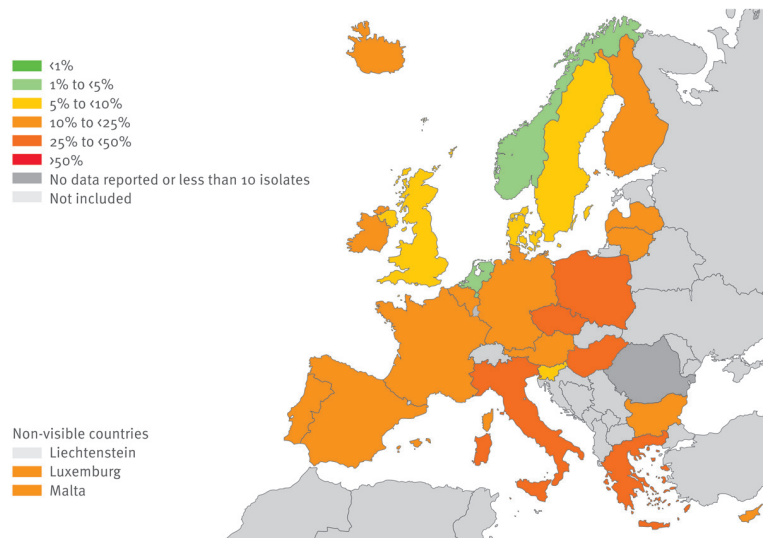 <1%
1% to <5%
5% to <10%
10% to <25%
25% to <50%
>50%
No data reported or less than 10 isolates
Not included
Non-visible countries
Liechtenstein
Luxemburg
Malta